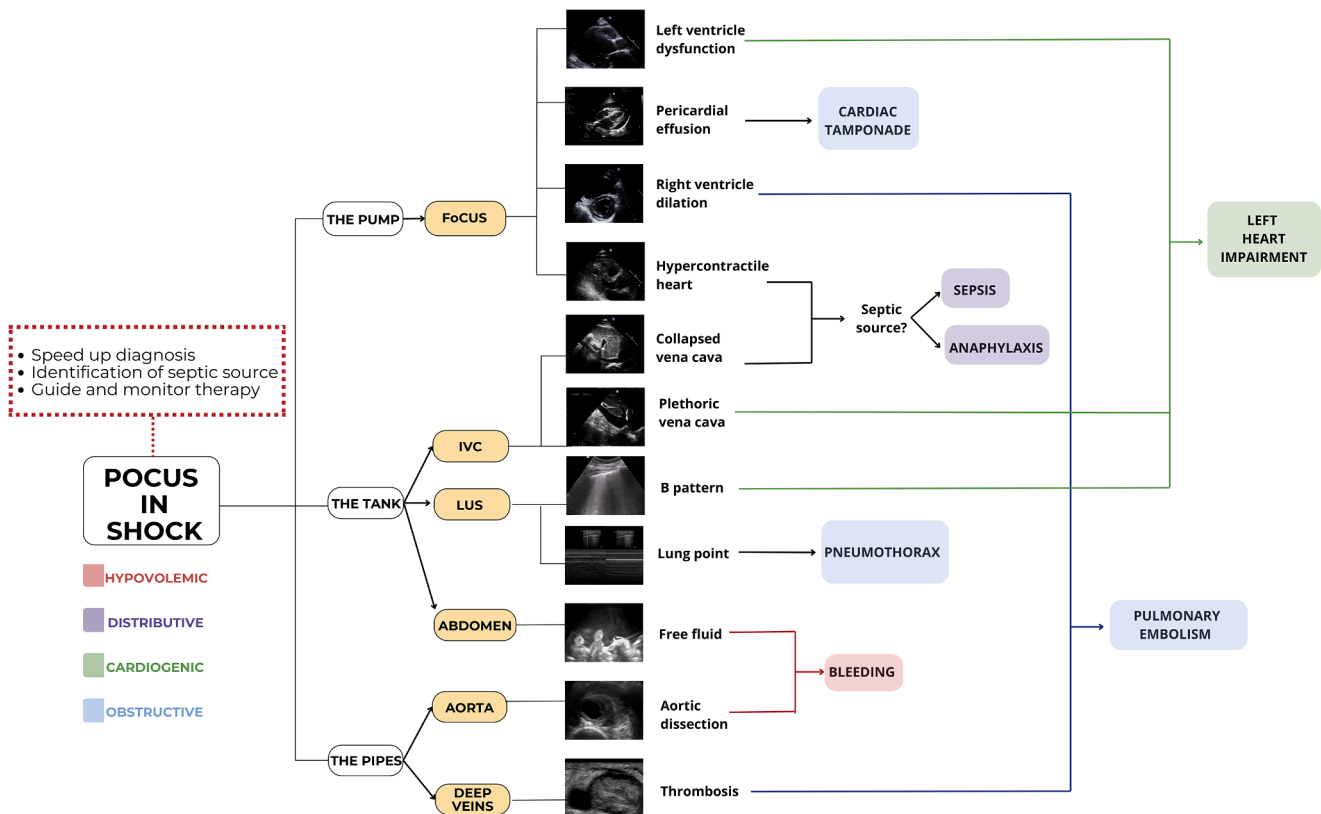 Left ventricle
dysfunction
Pericardial
effusion
CARDIAC
TAMPONADE
Right ventricle
dilation
THE PUMP
FoCUS
LEFT
HEART
IMPAIRMENT
Hypercontractile
heart
Septic
source?
SEPSIS
ANAPHYLAXIS
• Speed up diagnosis
• Identification of septic source
• Guide and monitor therapy
Collapsed
vena cava
Plethoric
vena cava
IVC
POCUS
IN
SHOCK
THE TANK
LUS
B pattern
Lung point
PNEUMOTHORAX
HYPOVOLEMIC
DISTRIBUTIVE
CARDIOGENIC
OBSTRUCTIVE
ABDOMEN
Free fluid
BLEEDING
PULMONARY
EMBOLISM
AORTA
Aortic
dissection
THE PIPES
DEEP
VEINS
Thrombosis